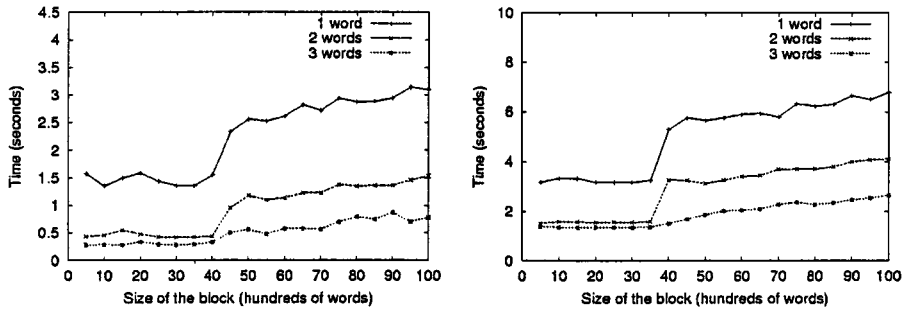 4.5
4
3.5
3
2.5
2
1.5
1
0.5
0
Time (seconds)
1 word
2 words
3 words
0 10 20 30 40 50 60 70 80 90 100
Size of the block (hundreds of words)
10
8
6
4
2
0
Time (seconds)
1 word
2 words
3 words
0 10 20 30 40 50 60 70 80 90 100
Size of the block (hundreds of words)